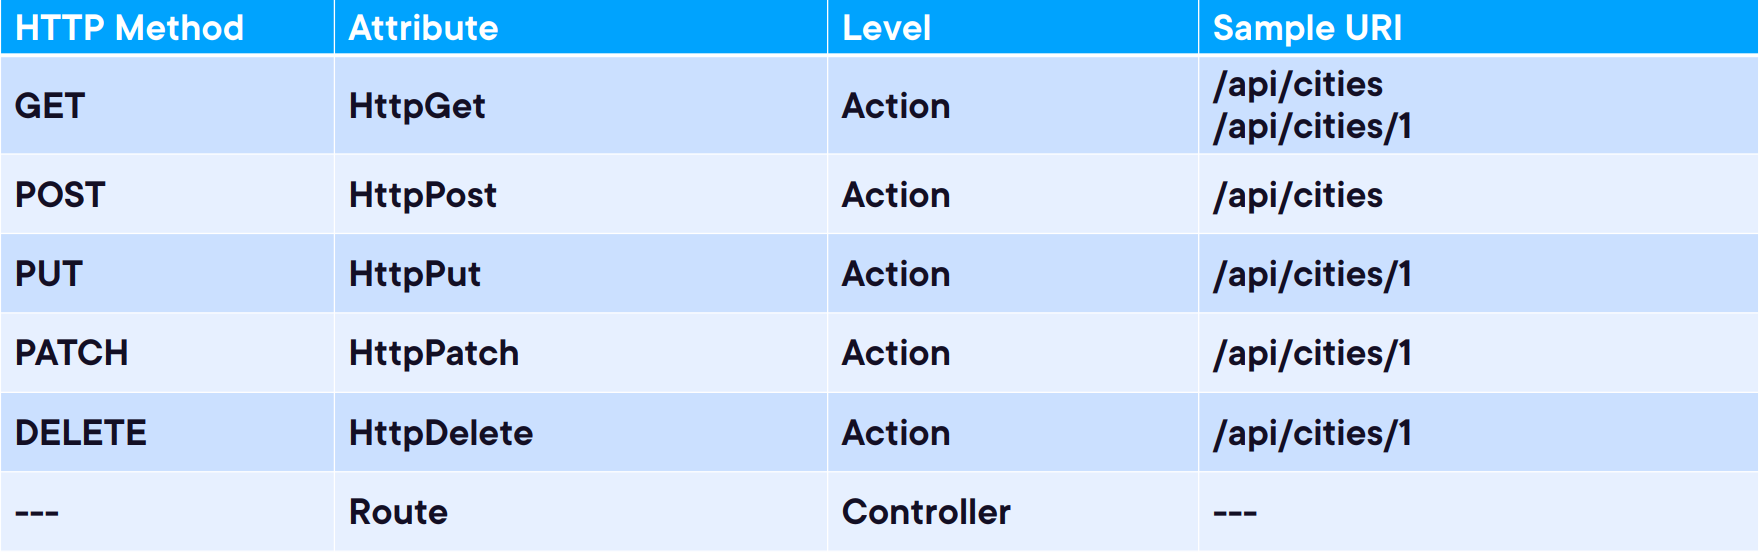 HTTP Method Attribute Level Sample URI
GET HttpGet Action /api/cities
/api/cities/1
POST HttpPost Action /api/cities
PUT HttpPut Action /api/cities/1
PATCH HttpPatch Action /api/cities/1
DELETE HttpDelete Action /api/cities/1
--- Route Controller ---